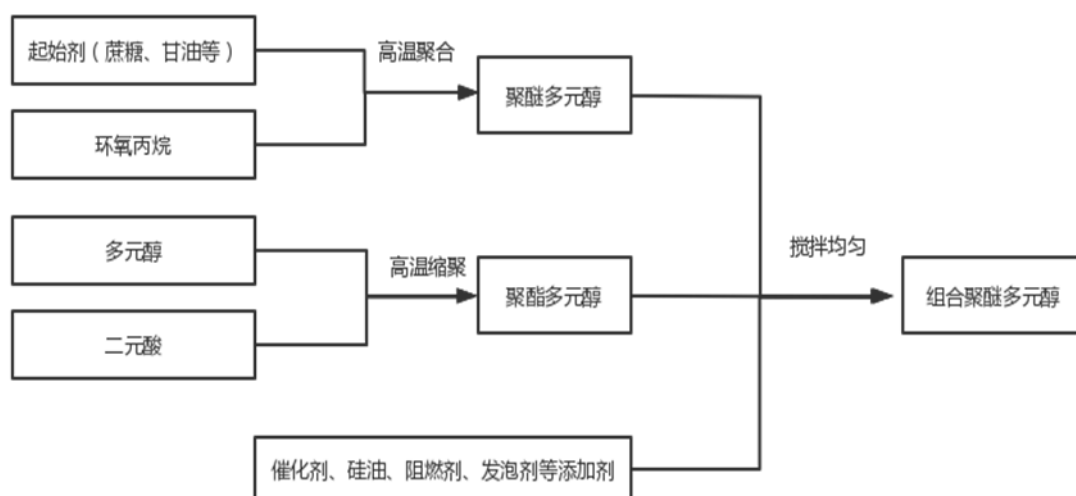 起始剂（蔗糖、甘油等）
高温聚合
聚醚多元醇
环氧丙烷
多元醇
高温缩聚
搅拌均匀
聚酯多元醇
组合聚醚多元醇
二元酸
催化剂、硅油、阻燃剂、发泡剂等添加剂